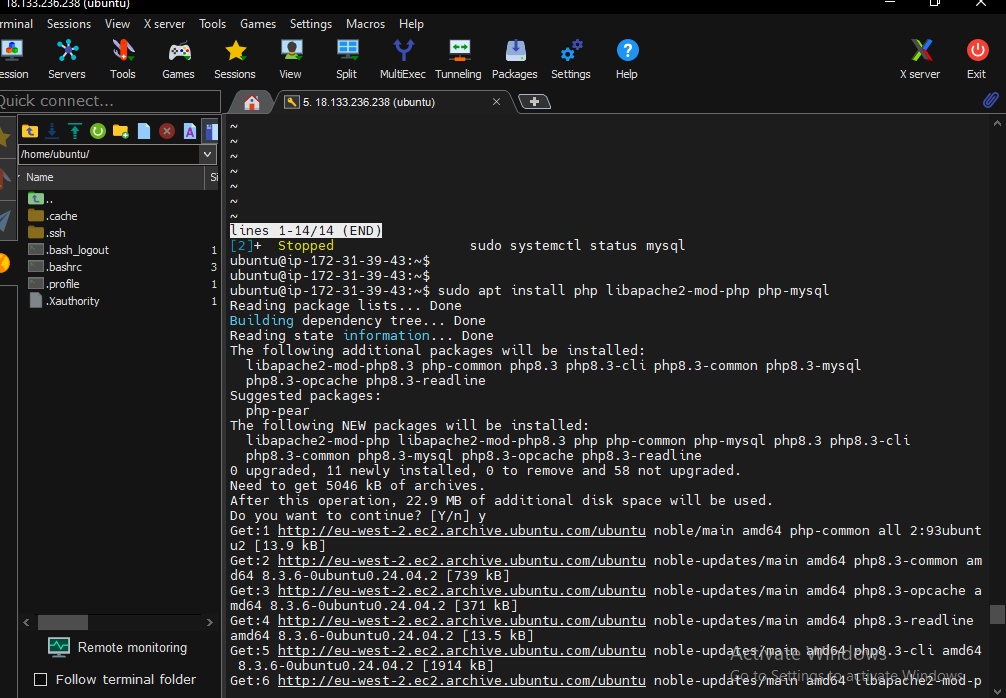 18.133.236.238 (ubuntu)
rminal Sessions View X server Tools Games Settings Macros Help
ession Servers Tools Games Sessions View Split MultiExec Tunneling Packages Settings Help X server Exit
Quick connect...
5. 18.133.236.238 (ubuntu)
/home/ubuntu/
Name Si
..
.cache
.ssh
.bash_logout 1
.bashrc 3
.profile 1
.Xauthority 1
Remote monitoring
Follow terminal folder
~
~
~
~
~
~
~
lines 1-14/14 (END)
[2]+  Stopped                 sudo systemctl status mysql
ubuntu@ip-172-31-39-43:~$
ubuntu@ip-172-31-39-43:~$
ubuntu@ip-172-31-39-43:~$ sudo apt install php libapache2-mod-php php-mysql
Reading package lists... Done
Building dependency tree... Done
Reading state information... Done
The following additional packages will be installed:
  libapache2-mod-php8.3 php-common php8.3 php8.3-cli php8.3-common php8.3-mysql
  php8.3-opcache php8.3-readline
Suggested packages:
  php-pear
The following NEW packages will be installed:
  libapache2-mod-php libapache2-mod-php8.3 php php-common php-mysql php8.3 php8.3-cli
  php8.3-common php8.3-mysql php8.3-opcache php8.3-readline
0 upgraded, 11 newly installed, 0 to remove and 58 not upgraded.
Need to get 5046 kB of archives.
After this operation, 22.9 MB of additional disk space will be used.
Do you want to continue? [Y/n] y
Get:1 http://eu-west-2.ec2.archive.ubuntu.com/ubuntu noble/main amd64 php-common all 2:93ubunt
u2 [13.9 kB]
Get:2 http://eu-west-2.ec2.archive.ubuntu.com/ubuntu noble-updates/main amd64 php8.3-common am
d64 8.3.6-0ubuntu0.24.04.2 [739 kB]
Get:3 http://eu-west-2.ec2.archive.ubuntu.com/ubuntu noble-updates/main amd64 php8.3-opcache a
md64 8.3.6-0ubuntu0.24.04.2 [371 kB]
Get:4 http://eu-west-2.ec2.archive.ubuntu.com/ubuntu noble-updates/main amd64 php8.3-readline
amd64 8.3.6-0ubuntu0.24.04.2 [13.5 kB]
Get:5 http://eu-west-2.ec2.archive.ubuntu.com/ubuntu noble-updates/main amd64 php8.3-cli amd64
 8.3.6-0ubuntu0.24.04.2 [1914 kB]
Get:6 http://eu-west-2.ec2.archive.ubuntu.com/ubuntu noble-updates/main amd64 libapache2-mod-p
Activate Windows
Go to Settings to activate Windows.